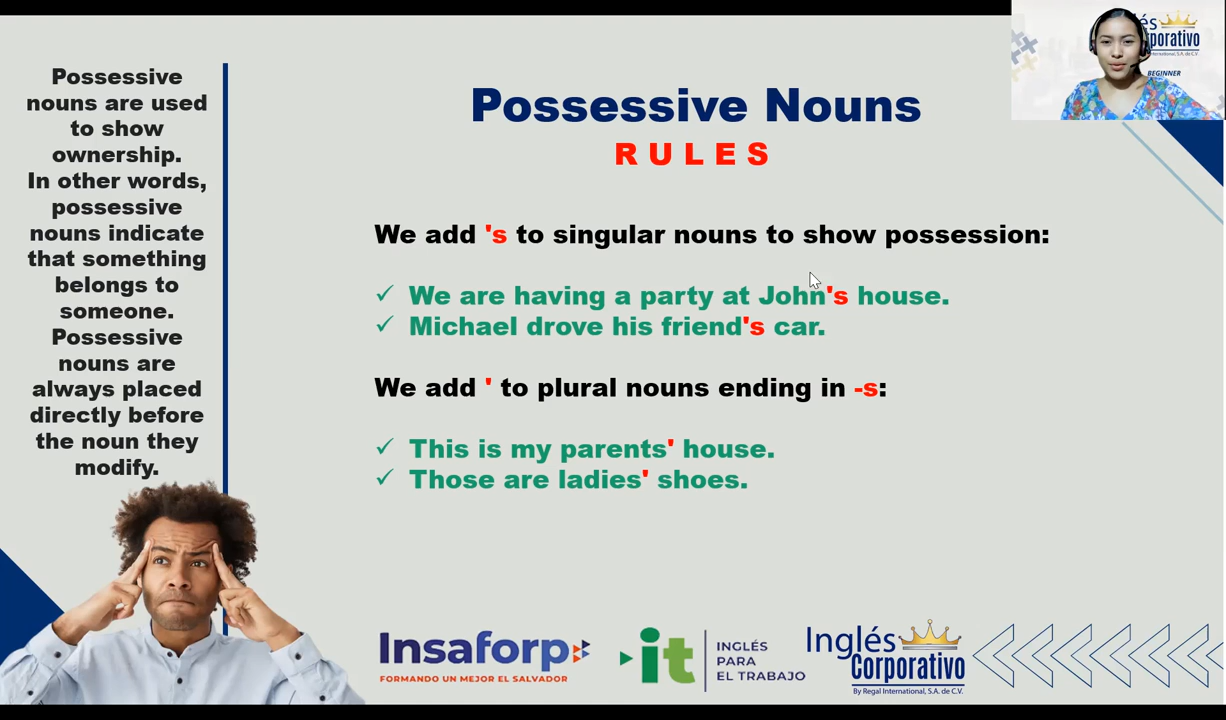 Possessive
nouns are used
to show
ownership.
In other words,
possessive
nouns indicate
that something
belongs to
someone.
Possessive
nouns are
always placed
directly before
the noun they
modify.
Possessive Nouns
RULES
We add 's to singular nouns to show possession:
✓ We are having a party at John's house.
✓ Michael drove his friend's car.
We add ' to plural nouns ending in -s:
✓ This is my parents' house.
✓ Those are ladies' shoes.
és
porativo
BEGINNER
Insaforp
FORMANDO UN MEJOR EL SALVADOR
it
INGLÉS
PARA
EL TRABAJO
Inglés
Corporativo
By Regal International, S.A. de C.V.